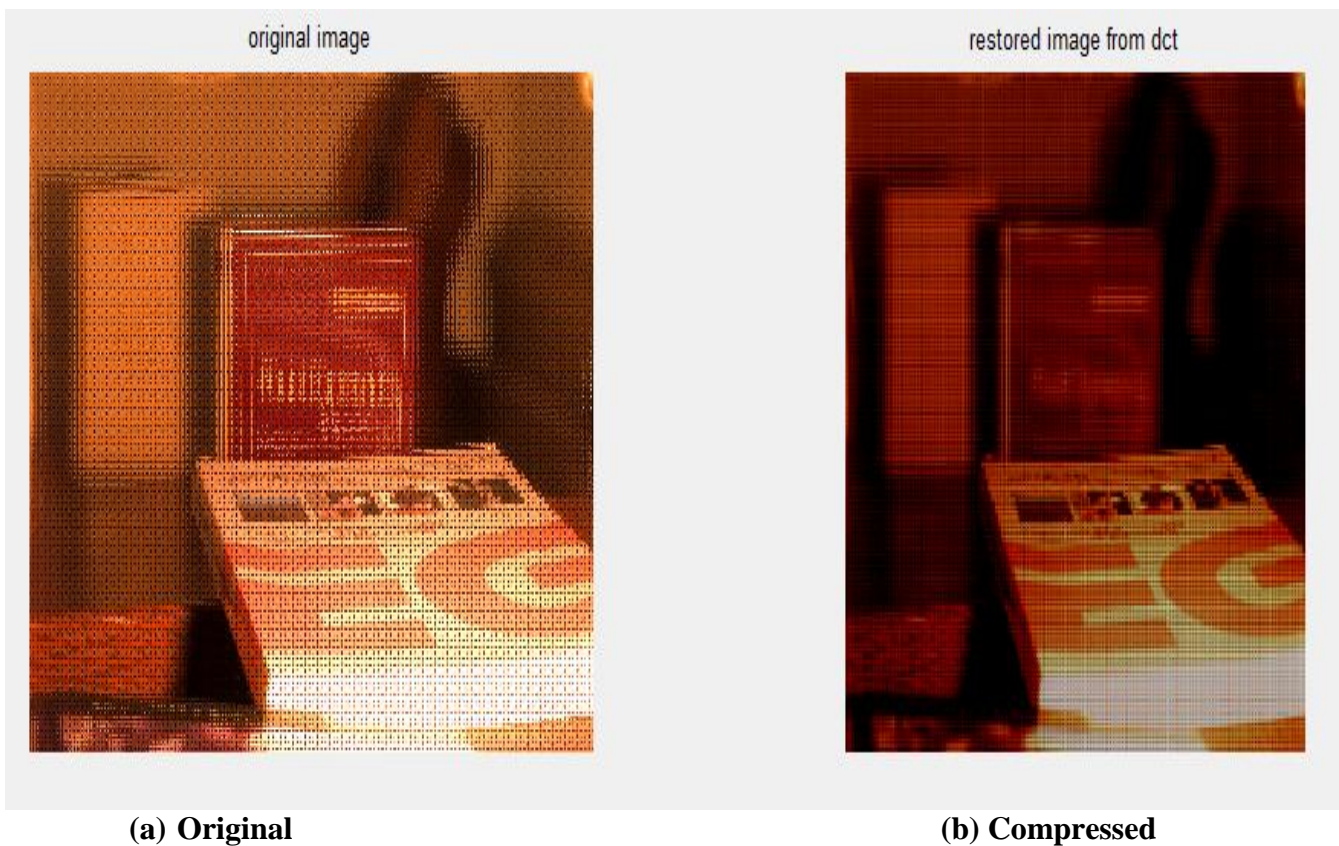 original image
restored image from dct
(a) Original
(b) Compressed